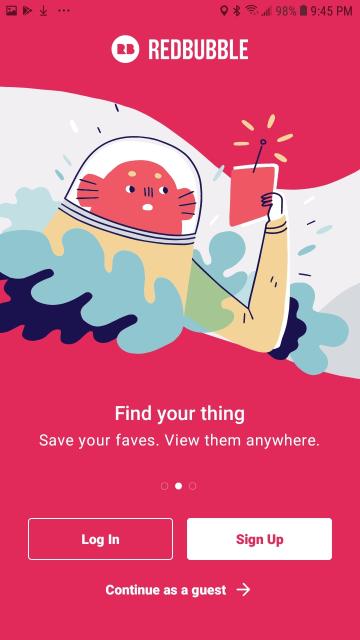 98% 9:45 PM
RB REDBUBBLE
Find your thing
Save your faves. View them anywhere.
Log In
Sign Up
Continue as a guest